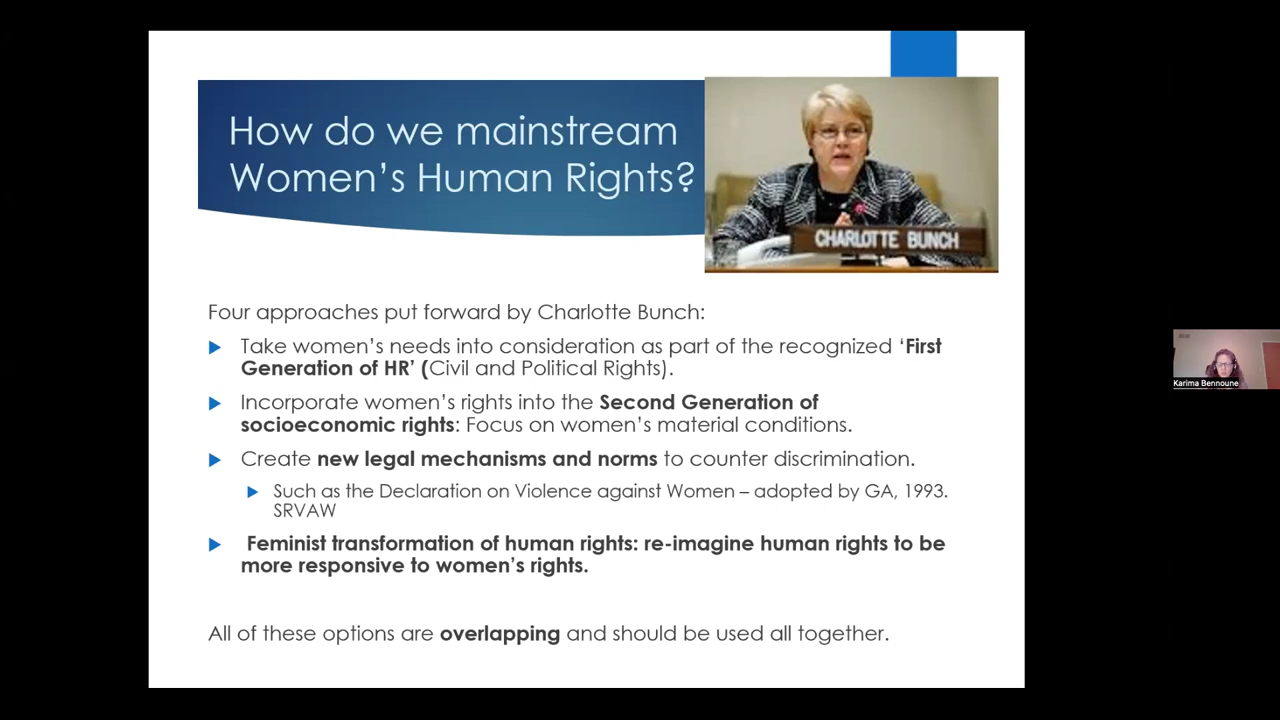 How do we mainstream
Women's Human Rights?
CHARLOTTE BUNCH
Four approaches put forward by Charlotte Bunch:
Take women's needs into consideration as part of the recognized 'First
Generation of HR' (Civil and Political Rights).
Incorporate women's rights into the Second Generation of
socioeconomic rights: Focus on women's material conditions.
Create new legal mechanisms and norms to counter discrimination.
Such as the Declaration on Violence against Women – adopted by GA, 1993.
SRVAW
Feminist transformation of human rights: re-imagine human rights to be
more responsive to women's rights.
All of these options are overlapping and should be used all together.
Karima Bennoune